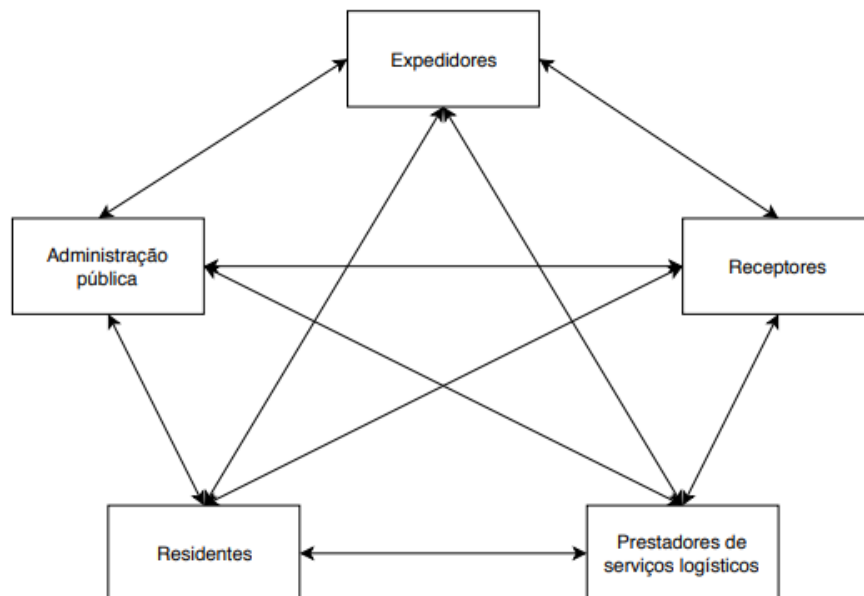 Expedidores
Administração
pública
Receptores
Residentes
Prestadores de
serviços logísticos